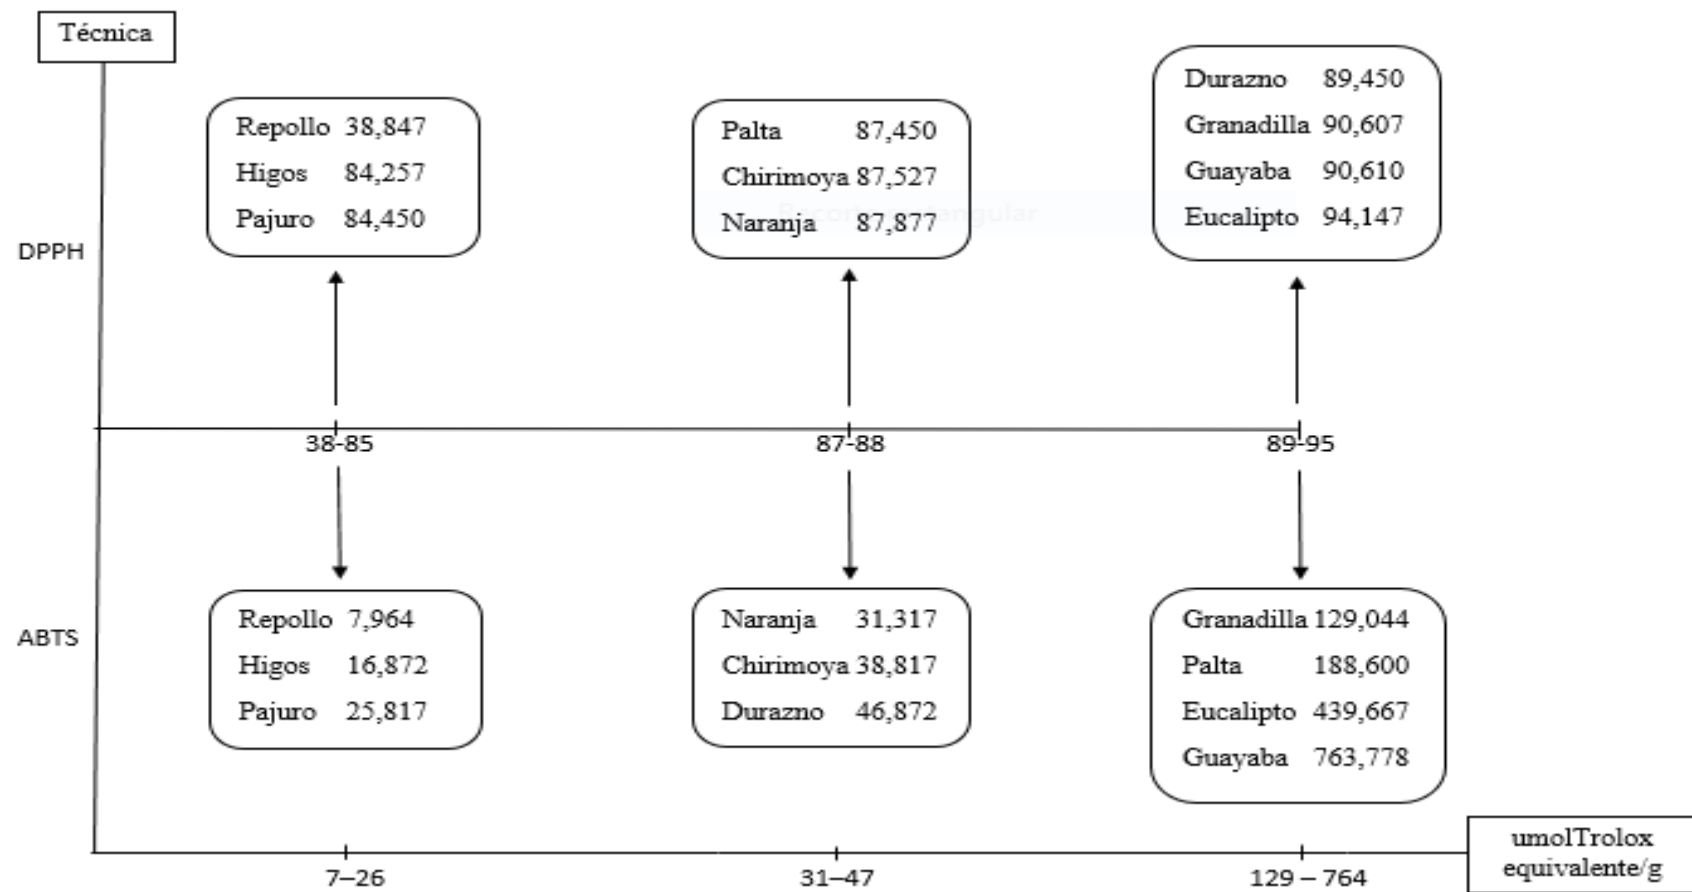 Técnica
DPPH
Repollo 38,847
Higos 84,257
Pajuro 84,450
Palta 87,450
Chirimoya 87,527
Naranja 87,877
Recorte rectangular
Durazno 89,450
Granadilla 90,607
Guayaba 90,610
Eucalipto 94,147
38-85
87-88
89-95
ABTS
Repollo 7,964
Higos 16,872
Pajuro 25,817
Naranja 31,317
Chirimoya 38,817
Durazno 46,872
Granadilla 129,044
Palta 188,600
Eucalipto 439,667
Guayaba 763,778
7–26
31–47
129 – 764
umolTrolox
equivalente/g